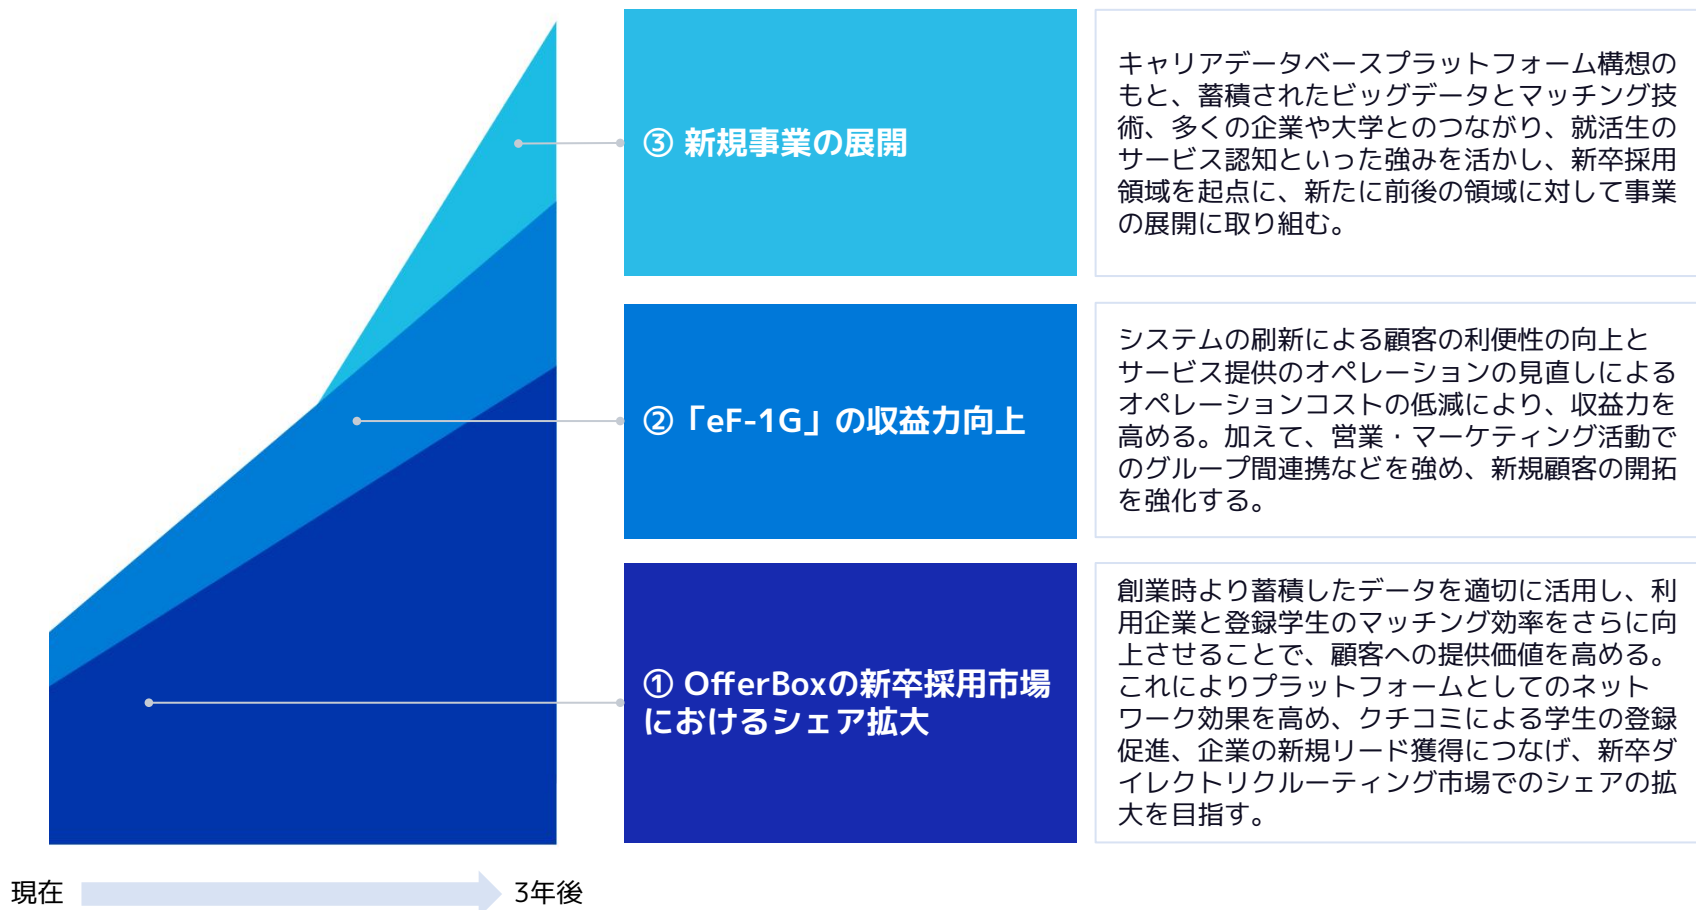 ③ 新規事業の展開
キャリアデータベースプラットフォーム構想の
もと、蓄積されたビッグデータとマッチング技
術、多くの企業や大学とのつながり、就活生の
サービス認知といった強みを活かし、新卒採用
領域を起点に、新たに前後の領域に対して事業
の展開に取り組む。
②「eF-1G」の収益力向上
システムの刷新による顧客の利便性の向上と
サービス提供のオペレーションの見直しによる
オペレーションコストの低減により、収益力を
高める。加えて、営業・マーケティング活動で
のグループ間連携などを強め、新規顧客の開拓
を強化する。
① OfferBoxの新卒採用市場
におけるシェア拡大
創業時より蓄積したデータを適切に活用し、利
用企業と登録学生のマッチング効率をさらに向
上させることで、顧客への提供価値を高める。
これによりプラットフォームとしてのネット
ワーク効果を高め、クチコミによる学生の登録
促進、企業の新規リード獲得につなげ、新卒ダ
イレクトリクルーティング市場でのシェアの拡
大を目指す。
現在
3年後